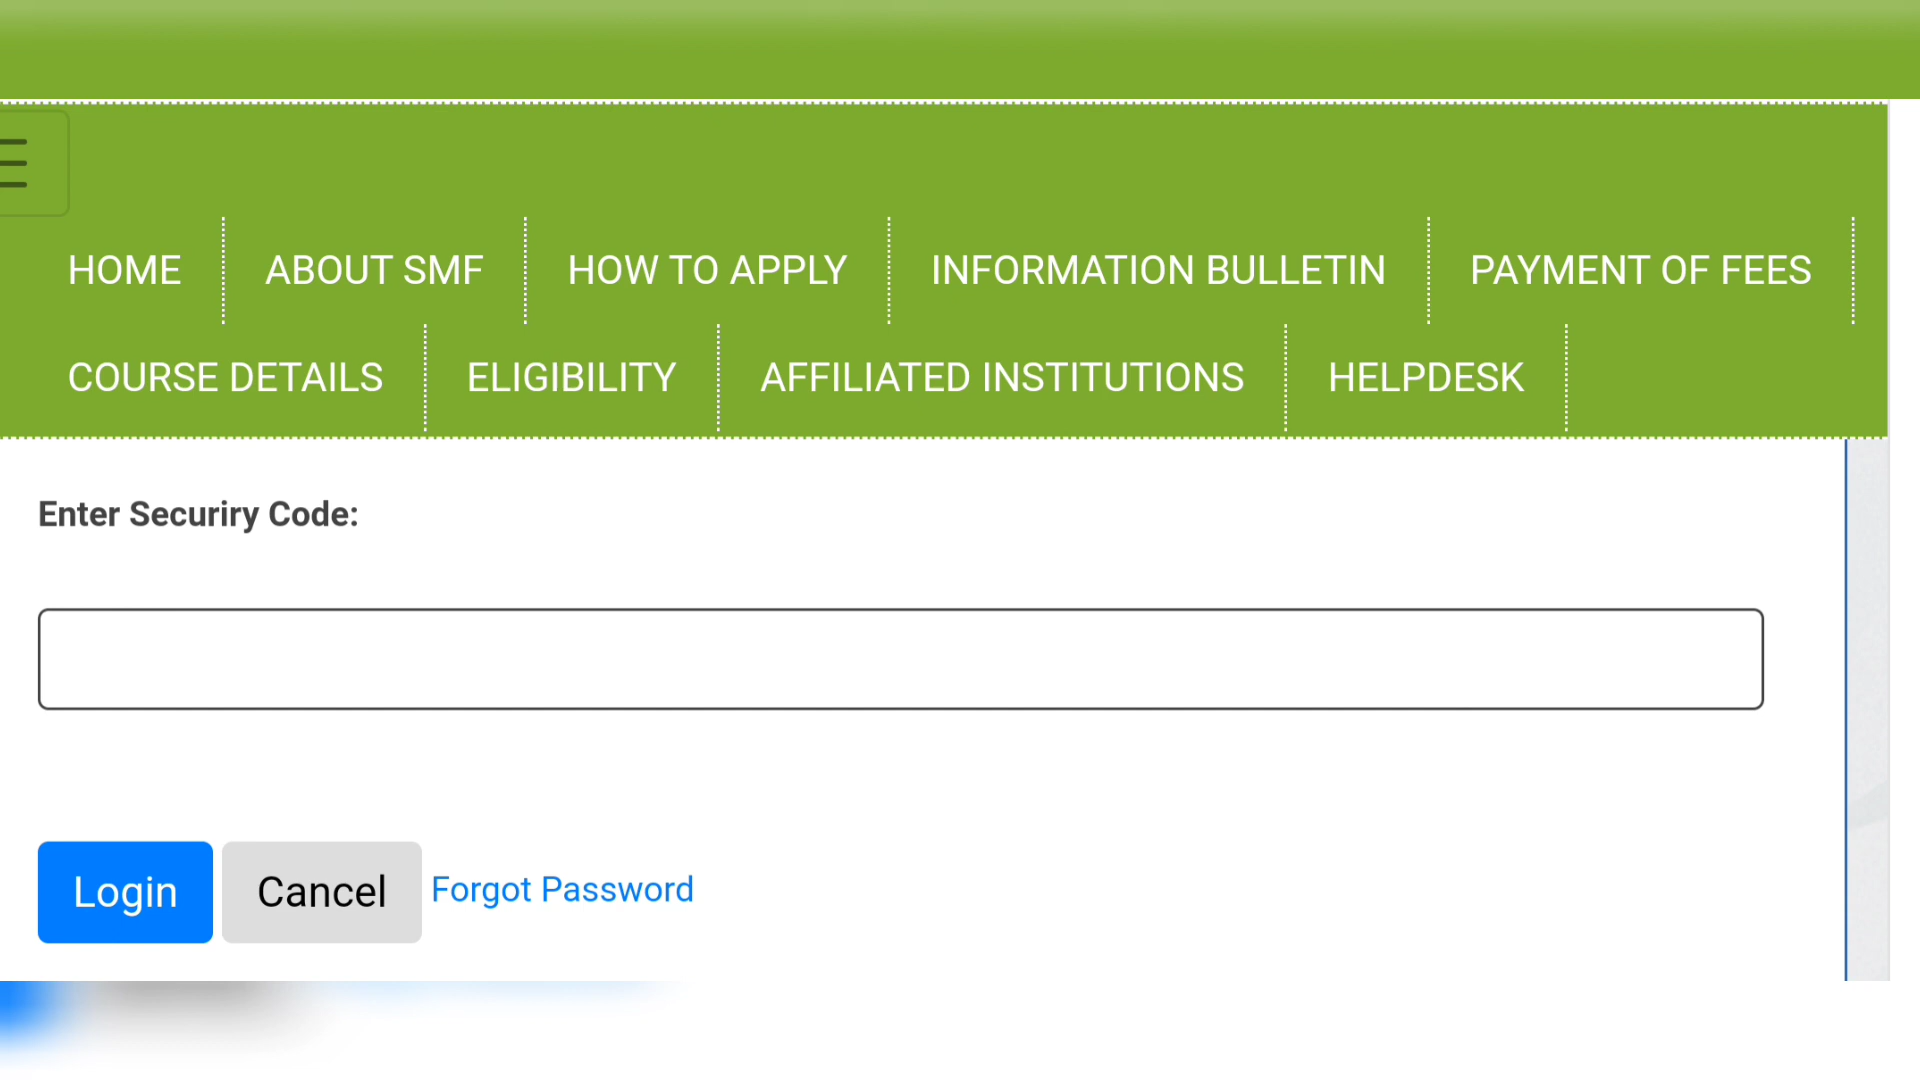 HOME ABOUT SMF HOW TO APPLY INFORMATION BULLETIN PAYMENT OF FEES
COURSE DETAILS ELIGIBILITY AFFILIATED INSTITUTIONS HELPDESK
Enter Securiry Code:
Login Cancel Forgot Password